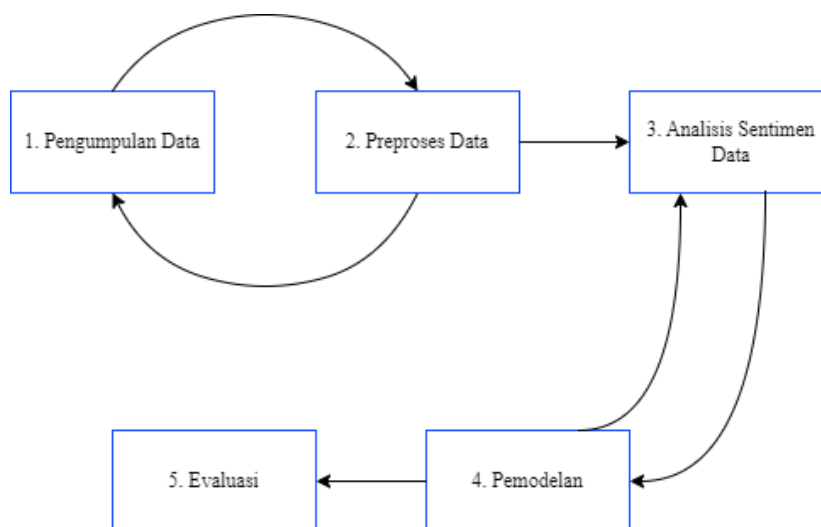 1. Pengumpulan Data
2. Preproses Data
3. Analisis Sentimen
Data
4. Pemodelan
5. Evaluasi